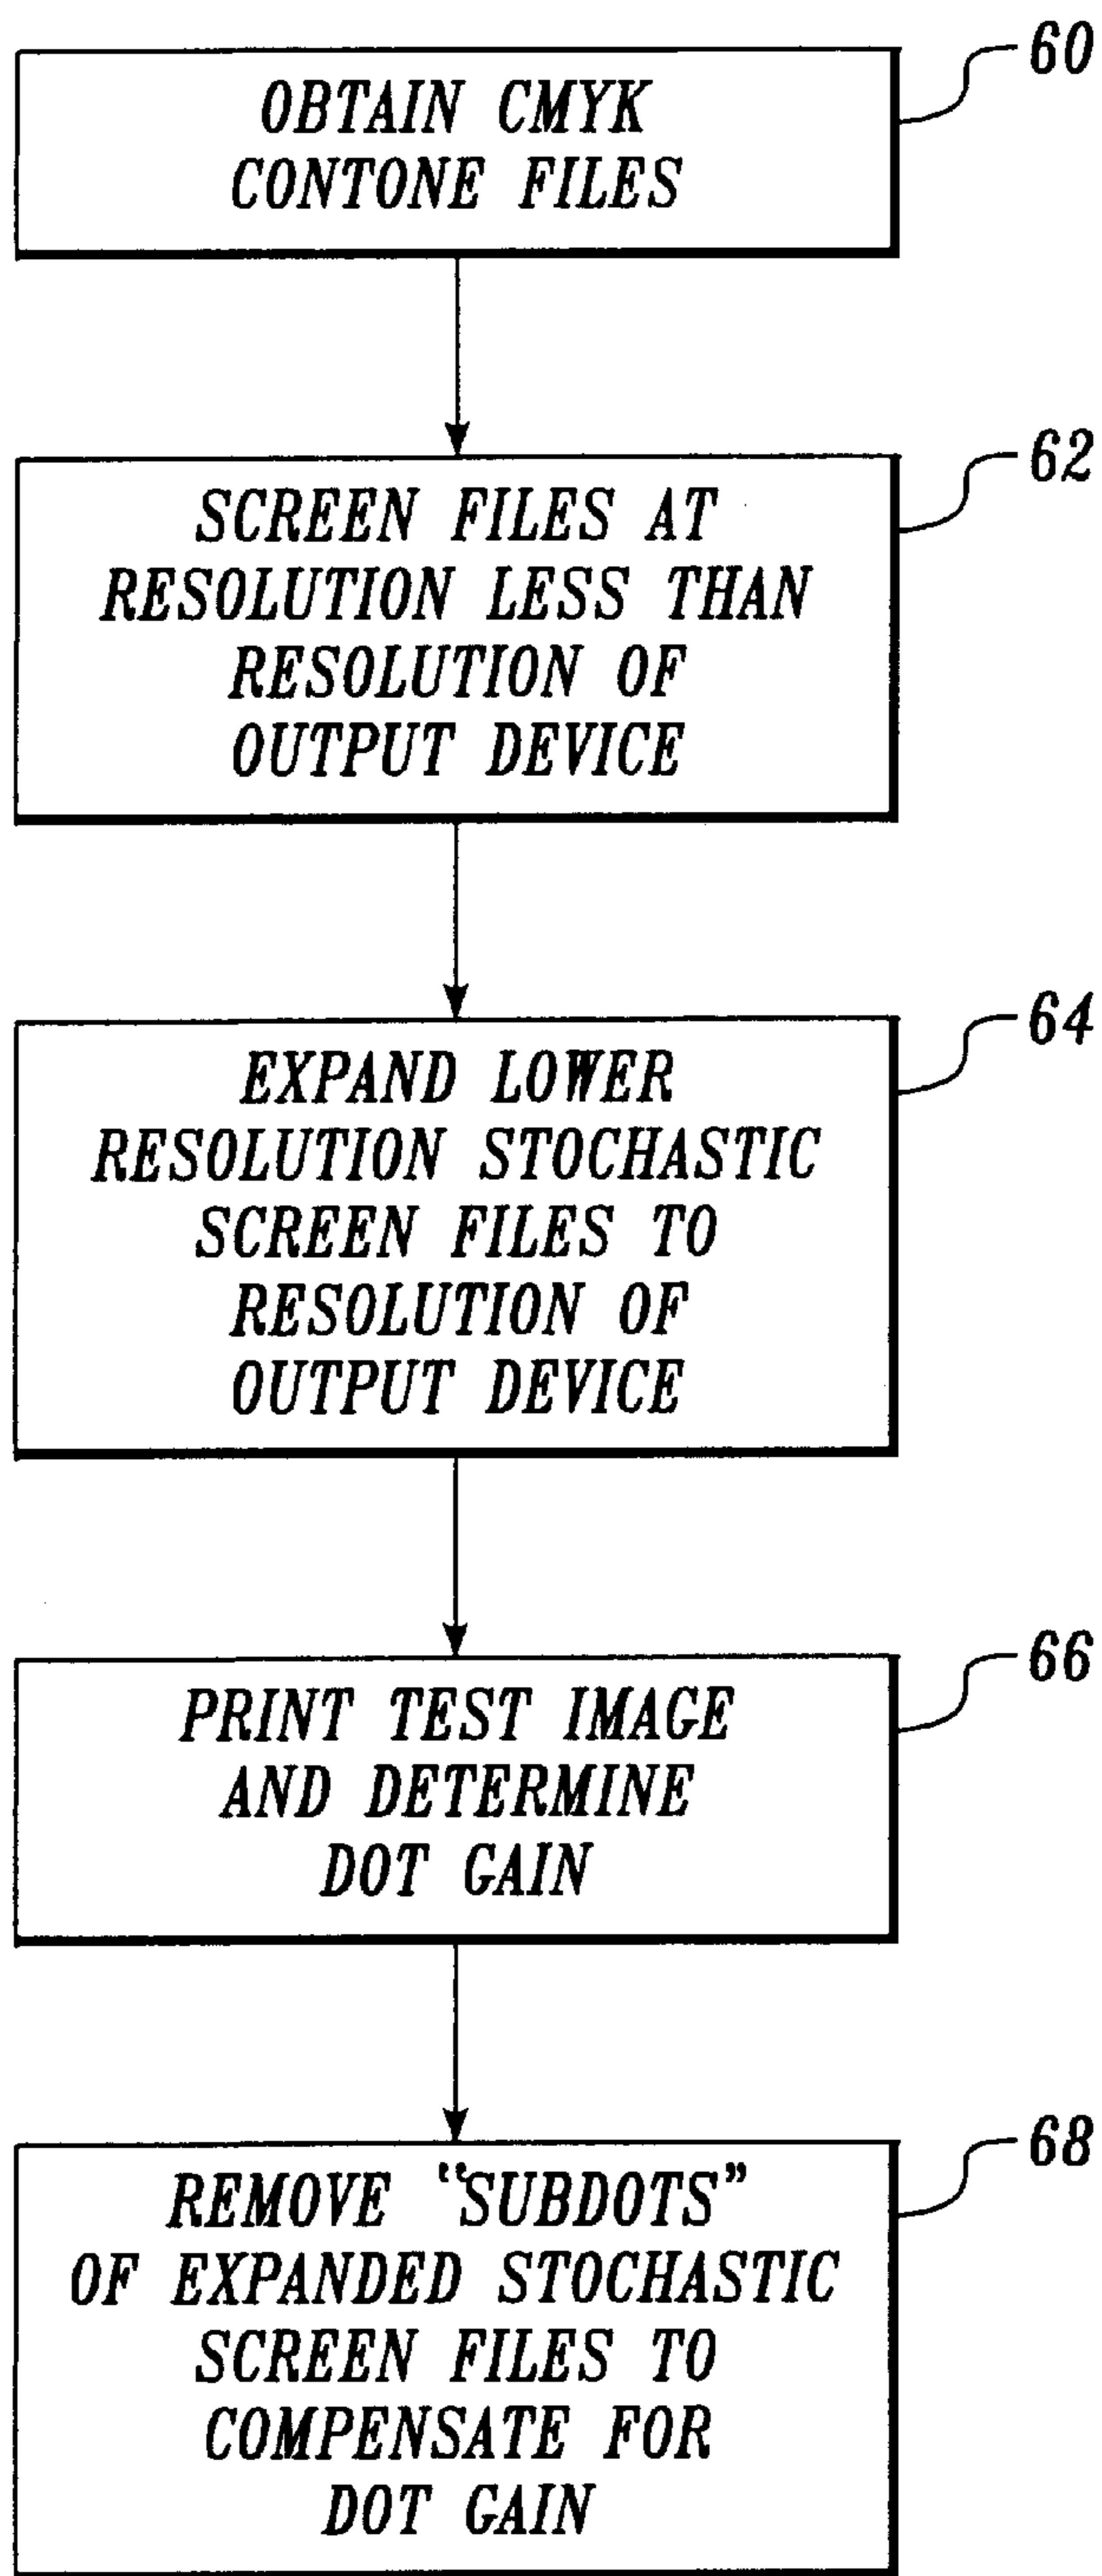 60
OBTAIN CMYK
CONTONE FILES
62
SCREEN FILES AT
RESOLUTION LESS THAN
RESOLUTION OF
OUTPUT DEVICE
64
EXPAND LOWER
RESOLUTION STOCHASTIC
SCREEN FILES TO
RESOLUTION OF
OUTPUT DEVICE
66
PRINT TEST IMAGE
AND DETERMINE
DOT GAIN
68
REMOVE "SUBDOTS"
OF EXPANDED STOCHASTIC
SCREEN FILES TO
COMPENSATE FOR
DOT GAIN